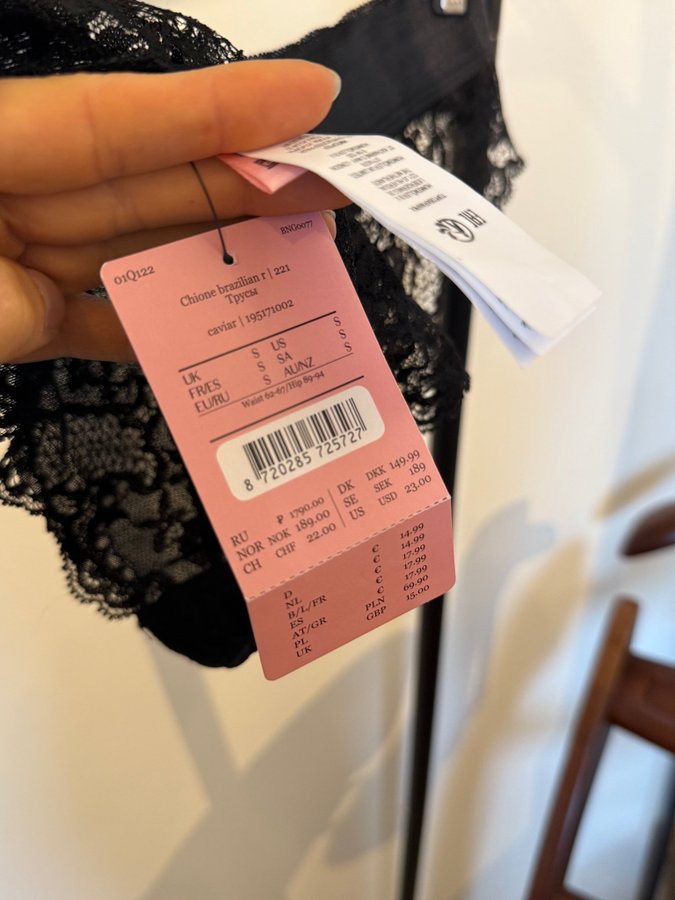 01Q122
BNG0077
Chione brazilian r | 221
Трусы
caviar | 195171002
UK S US S
FR/ES S SA S
EU/RU S AU/NZ S
Waist 62-67/Hip 89-94
8 720285 725727
RU ₽ 1790.00 DK DKK 149.99
NOR NOK 189.00 SE SEK 189
CH CHF 22.00 US USD 23.00
D € 14.99
NL € 14.99
B/L/FR € 17.99
ES € 17.99
AT/GR € 17.99
PL PLN 69.90
UK GBP 15.00
EAC